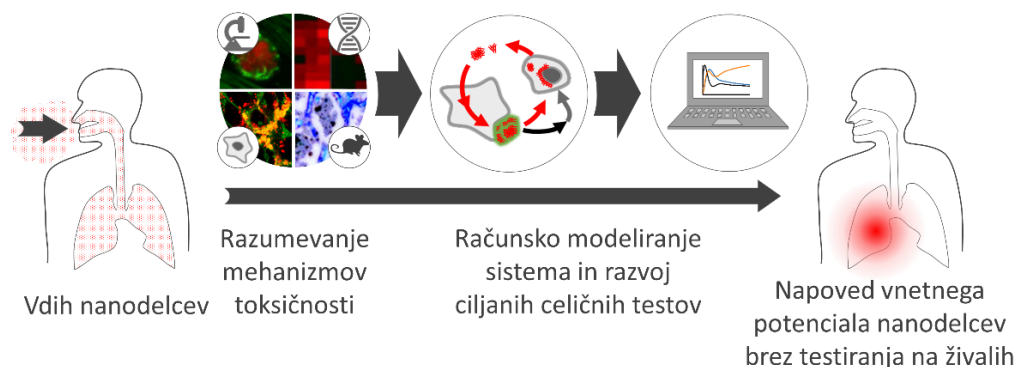 Vdih nanodelcev
Razumevanje
mehanizmov
toksičnosti
Računsko modeliranje
sistema in razvoj
ciljanih celičnih testov
Napoved vnetnega
potenciala nanodelcev
brez testiranja na živalih